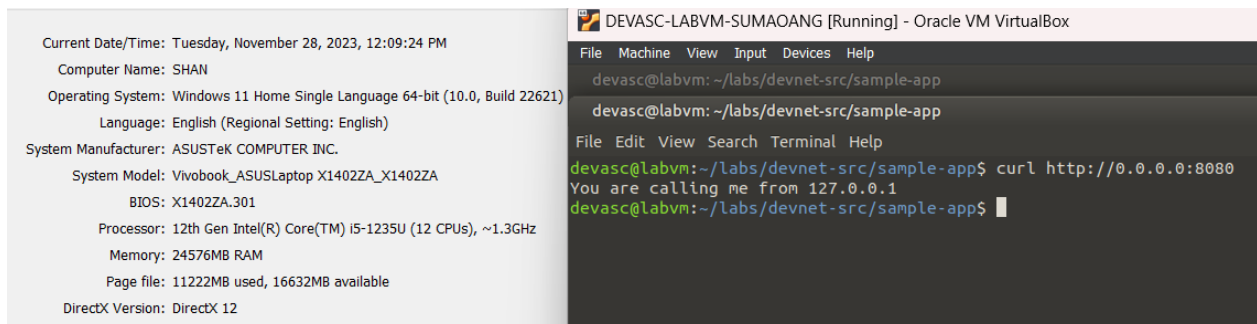 Current Date/Time: Tuesday, November 28, 2023, 12:09:24 PM
Computer Name: SHAN
Operating System: Windows 11 Home Single Language 64-bit (10.0, Build 22621)
Language: English (Regional Setting: English)
System Manufacturer: ASUSTeK COMPUTER INC.
System Model: Vivobook_ASUSLaptop X1402ZA_X1402ZA
BIOS: X1402ZA.301
Processor: 12th Gen Intel(R) Core(TM) i5-1235U (12 CPUs), ~1.3GHz
Memory: 24576MB RAM
Page file: 11222MB used, 16632MB available
DirectX Version: DirectX 12
DEVASC-LABVM-SUMAOANG [Running] - Oracle VM VirtualBox
File Machine View Input Devices Help
devasc@labvm: ~/labs/devnet-src/sample-app
devasc@labvm: ~/labs/devnet-src/sample-app
File Edit View Search Terminal Help
devasc@labvm:~/labs/devnet-src/sample-app$ curl http://0.0.0.0:8080
You are calling me from 127.0.0.1
devasc@labvm:~/labs/devnet-src/sample-app$